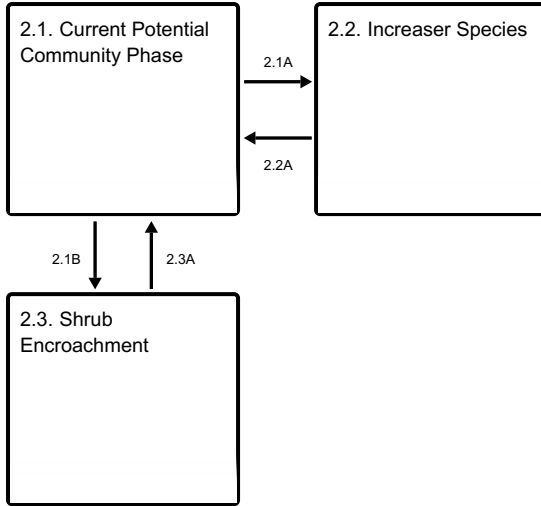 2.1. Current Potential
Community Phase
2.1A
2.2. Increaser Species
2.2A
2.1B
2.3A
2.3. Shrub
Encroachment